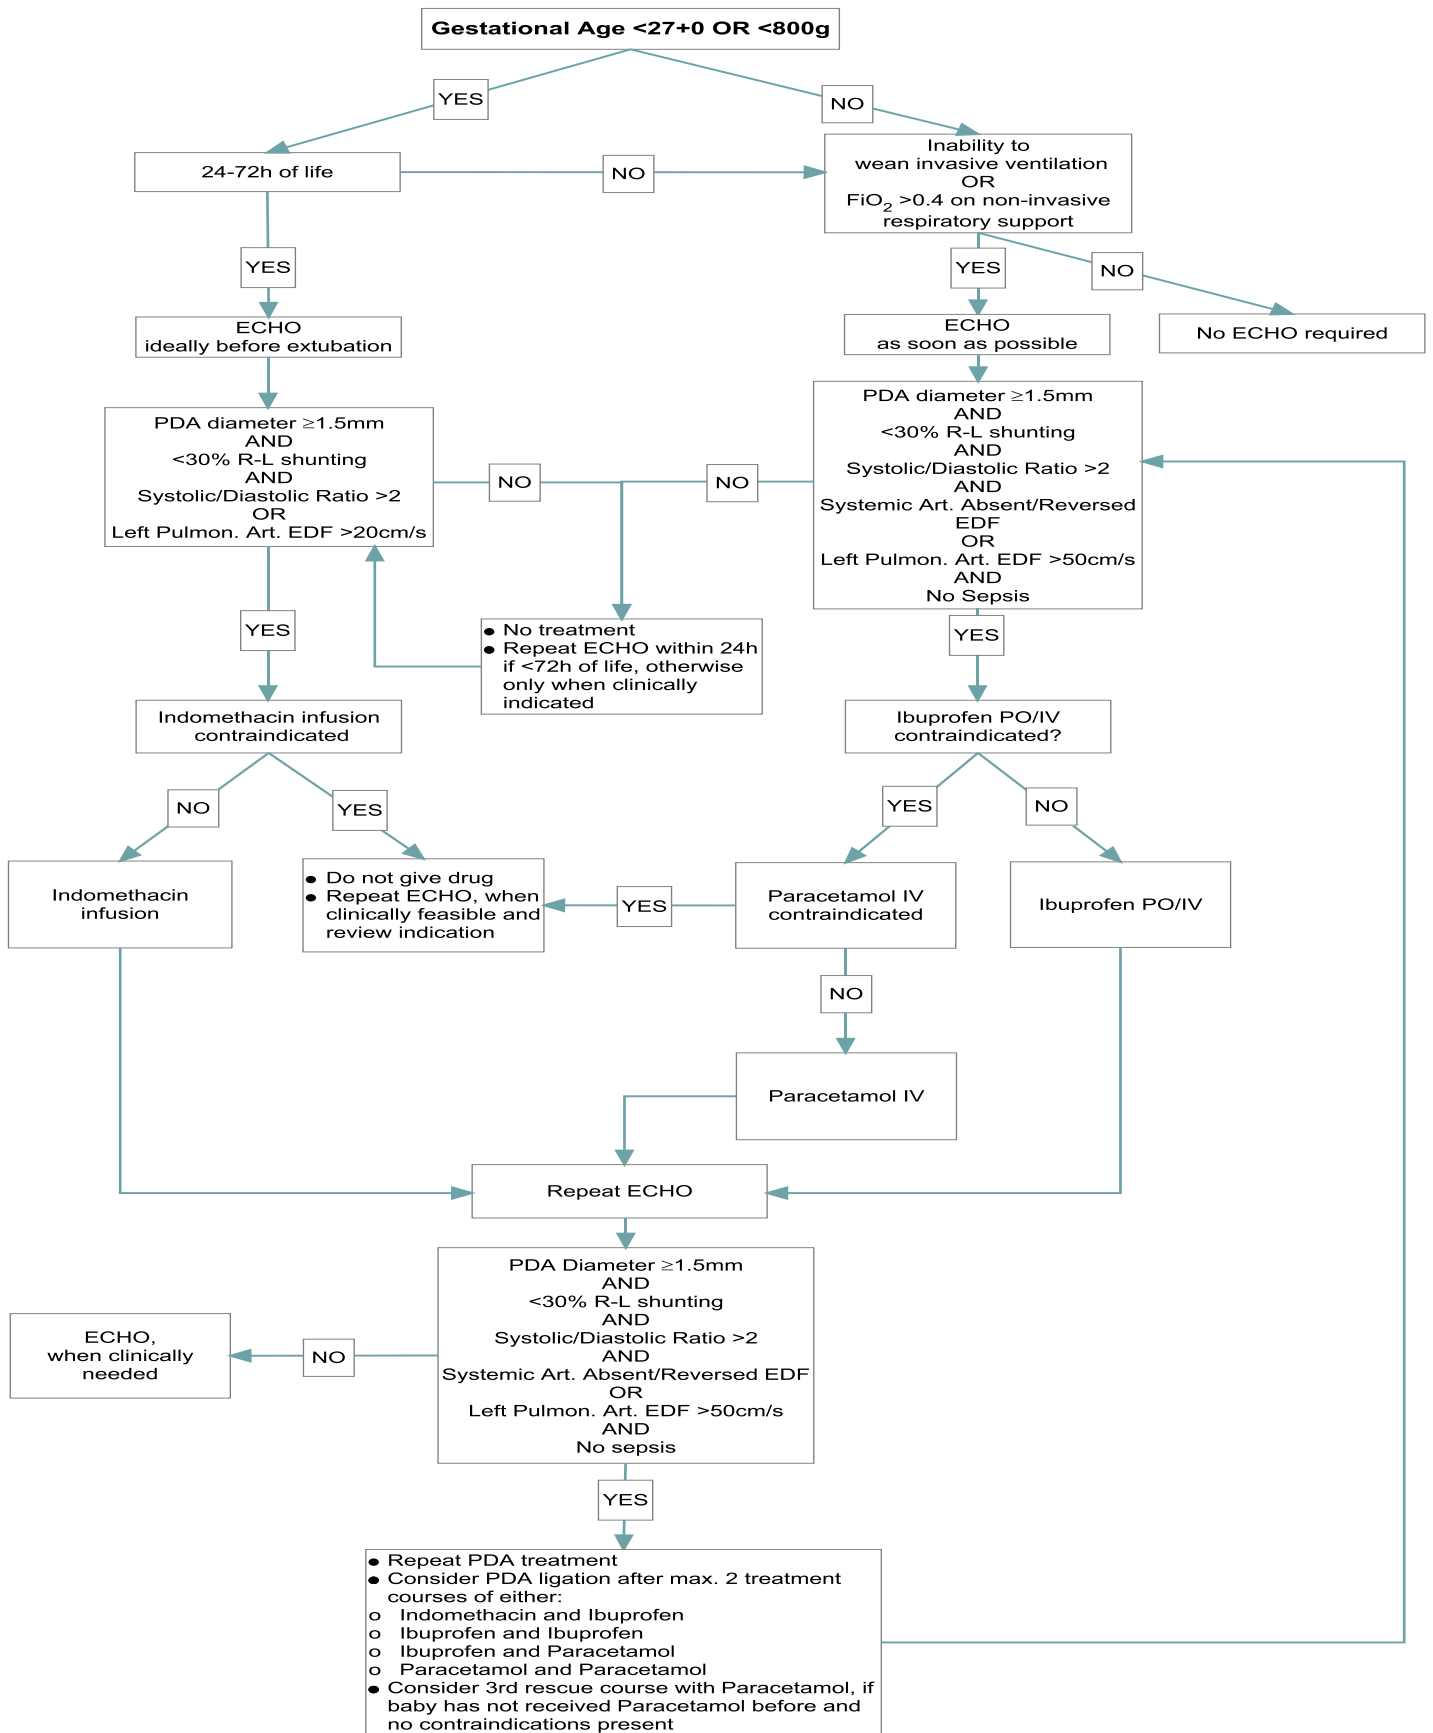 Gestational Age <27+0 OR <800g
YES
NO
24-72h of life
NO
Inability to
wean invasive ventilation
OR
FiO2 >0.4 on non-invasive
respiratory support
YES
YES
NO
ECHO
ideally before extubation
ECHO
as soon as possible
No ECHO required
PDA diameter ≥1.5mm
AND
<30% R-L shunting
AND
Systolic/Diastolic Ratio >2
OR
Left Pulmon. Art. EDF >20cm/s
NO
NO
PDA diameter ≥1.5mm
AND
<30% R-L shunting
AND
Systolic/Diastolic Ratio >2
AND
Systemic Art. Absent/Reversed
EDF
OR
Left Pulmon. Art. EDF >50cm/s
AND
No Sepsis
YES
● No treatment
● Repeat ECHO within 24h
if <72h of life, otherwise
only when clinically
indicated
YES
Indomethacin infusion
contraindicated
Ibuprofen PO/IV
contraindicated?
NO
YES
YES
NO
Indomethacin
infusion
● Do not give drug
● Repeat ECHO, when
clinically feasible and
review indication
YES
Paracetamol IV
contraindicated
Ibuprofen PO/IV
NO
Paracetamol IV
Repeat ECHO
PDA Diameter ≥1.5mm
AND
<30% R-L shunting
AND
Systolic/Diastolic Ratio >2
AND
Systemic Art. Absent/Reversed EDF
OR
Left Pulmon. Art. EDF >50cm/s
AND
No sepsis
NO
ECHO,
when clinically
needed
YES
● Repeat PDA treatment
● Consider PDA ligation after max. 2 treatment
courses of either:
o Indomethacin and Ibuprofen
o Ibuprofen and Ibuprofen
o Ibuprofen and Paracetamol
o Paracetamol and Paracetamol
● Consider 3rd rescue course with Paracetamol, if
baby has not received Paracetamol before and
no contraindications present